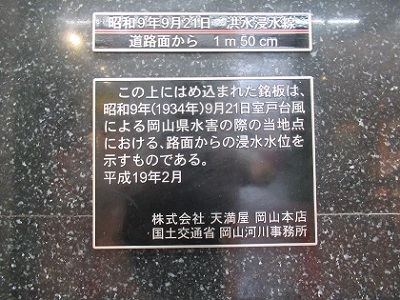 昭和9年9月21日 洪水浸水線
道路面から 1m50cm
この上にはめ込まれた銘板は、
昭和9年(1934年)9月21日室戸台風
による岡山県水害の際の当地点
における、路面からの浸水水位を
示すものである。
平成19年2月
株式会社 天満屋 岡山本店
国土交通省 岡山河川事務所